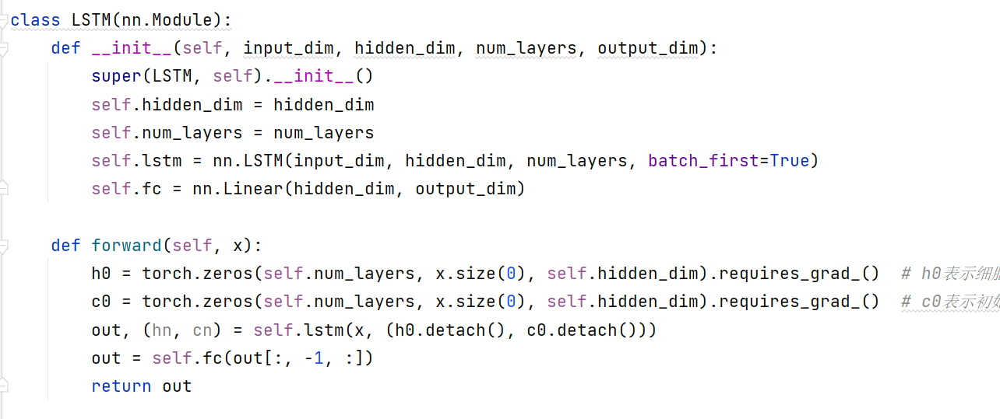 class LSTM(nn.Module):
    def __init__(self, input_dim, hidden_dim, num_layers, output_dim):
        super(LSTM, self).__init__()
        self.hidden_dim = hidden_dim
        self.num_layers = num_layers
        self.lstm = nn.LSTM(input_dim, hidden_dim, num_layers, batch_first=True)
        self.fc = nn.Linear(hidden_dim, output_dim)
    def forward(self, x):
        h0 = torch.zeros(self.num_layers, x.size(0), self.hidden_dim).requires_grad_()  # h0表示细
        c0 = torch.zeros(self.num_layers, x.size(0), self.hidden_dim).requires_grad_()  # c0表示初
        out, (hn, cn) = self.lstm(x, (h0.detach(), c0.detach()))
        out = self.fc(out[:, -1, :])
        return out